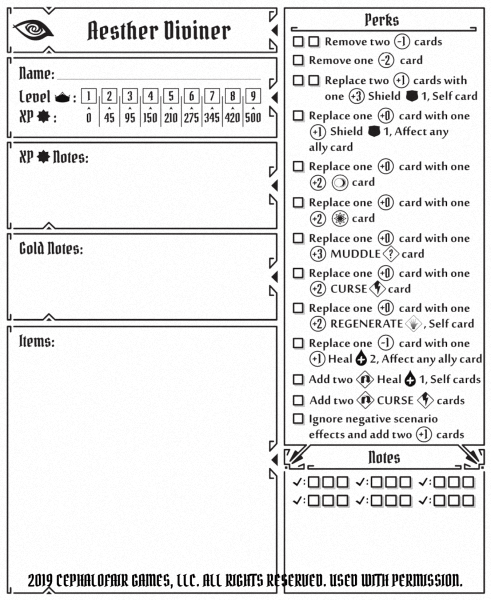 Aesther Diviner
Name:
Level : 1 2 3 4 5 6 7 8 9
XP : 0 45 95 150 210 275 345 420 500
XP Notes:
Gold Notes:
Items:
Perks
Remove two -1 cards
Remove one -2 card
Replace two +1 cards with
one +3 Shield 1, Self card
Replace one +0 card with one
+1 Shield 1, Affect any
ally card
Replace one +0 card with one
+2 card
Replace one +0 card with one
+2 card
Replace one +0 card with one
+3 MUDDLE ? card
Replace one +0 card with one
+2 CURSE card
Replace one +0 card with one
+2 REGENERATE , Self card
Replace one -1 card with one
+1 Heal 2, Affect any ally card
Add two Heal 1, Self cards
Add two CURSE cards
Ignore negative scenario
effects and add two +1 cards
Notes
✓: ✓: ✓:
✓: ✓: ✓:
2019 CEPHALOFAIR GAMES, LLC. ALL RIGHTS RESERVED. USED WITH PERMISSION.